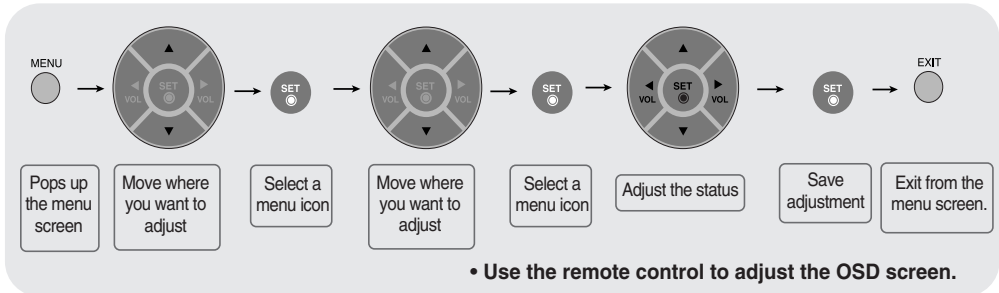 MENU
VOL SET VOL
SET
VOL SET VOL
SET
VOL SET VOL
SET
EXIT
Pops up
the menu
screen
Move where
you want to
adjust
Select a
menu icon
Move where
you want to
adjust
Select a
menu icon
Adjust the status
Save
adjustment
Exit from the
menu screen.
• Use the remote control to adjust the OSD screen.